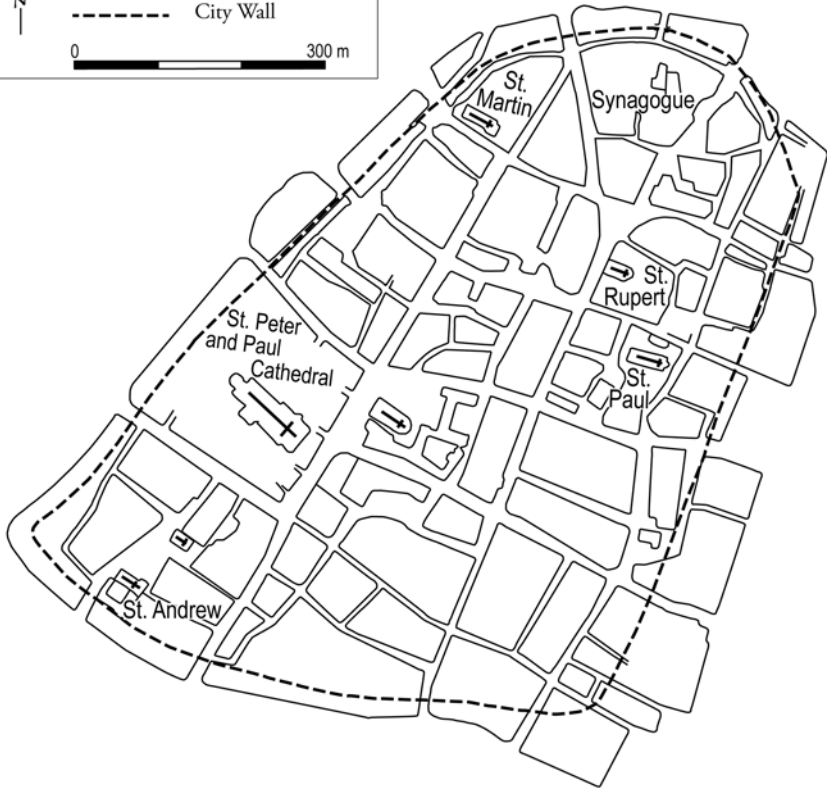 N
City Wall
0 300 m
St.
Martin
Synagogue
St.
Rupert
St. Peter
and Paul
Cathedral
St.
Paul
St. Andrew